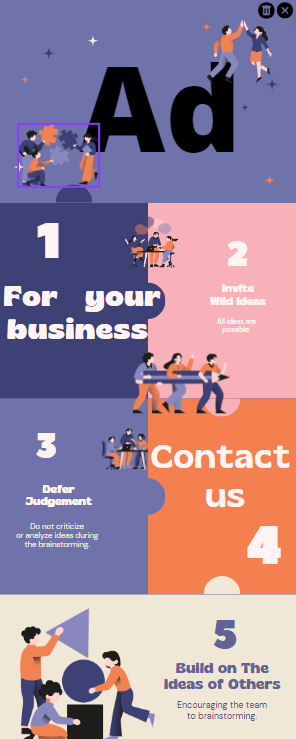 Ad
1
For your
business
2
Invite
Wild Ideas
All ideas are
possible.
3
Defer
Judgement
Do not criticize
or analyze ideas during
the brainstorming.
Contact
us
4
5
Build on The
Ideas of Others
Encouraging the team
to brainstorming.